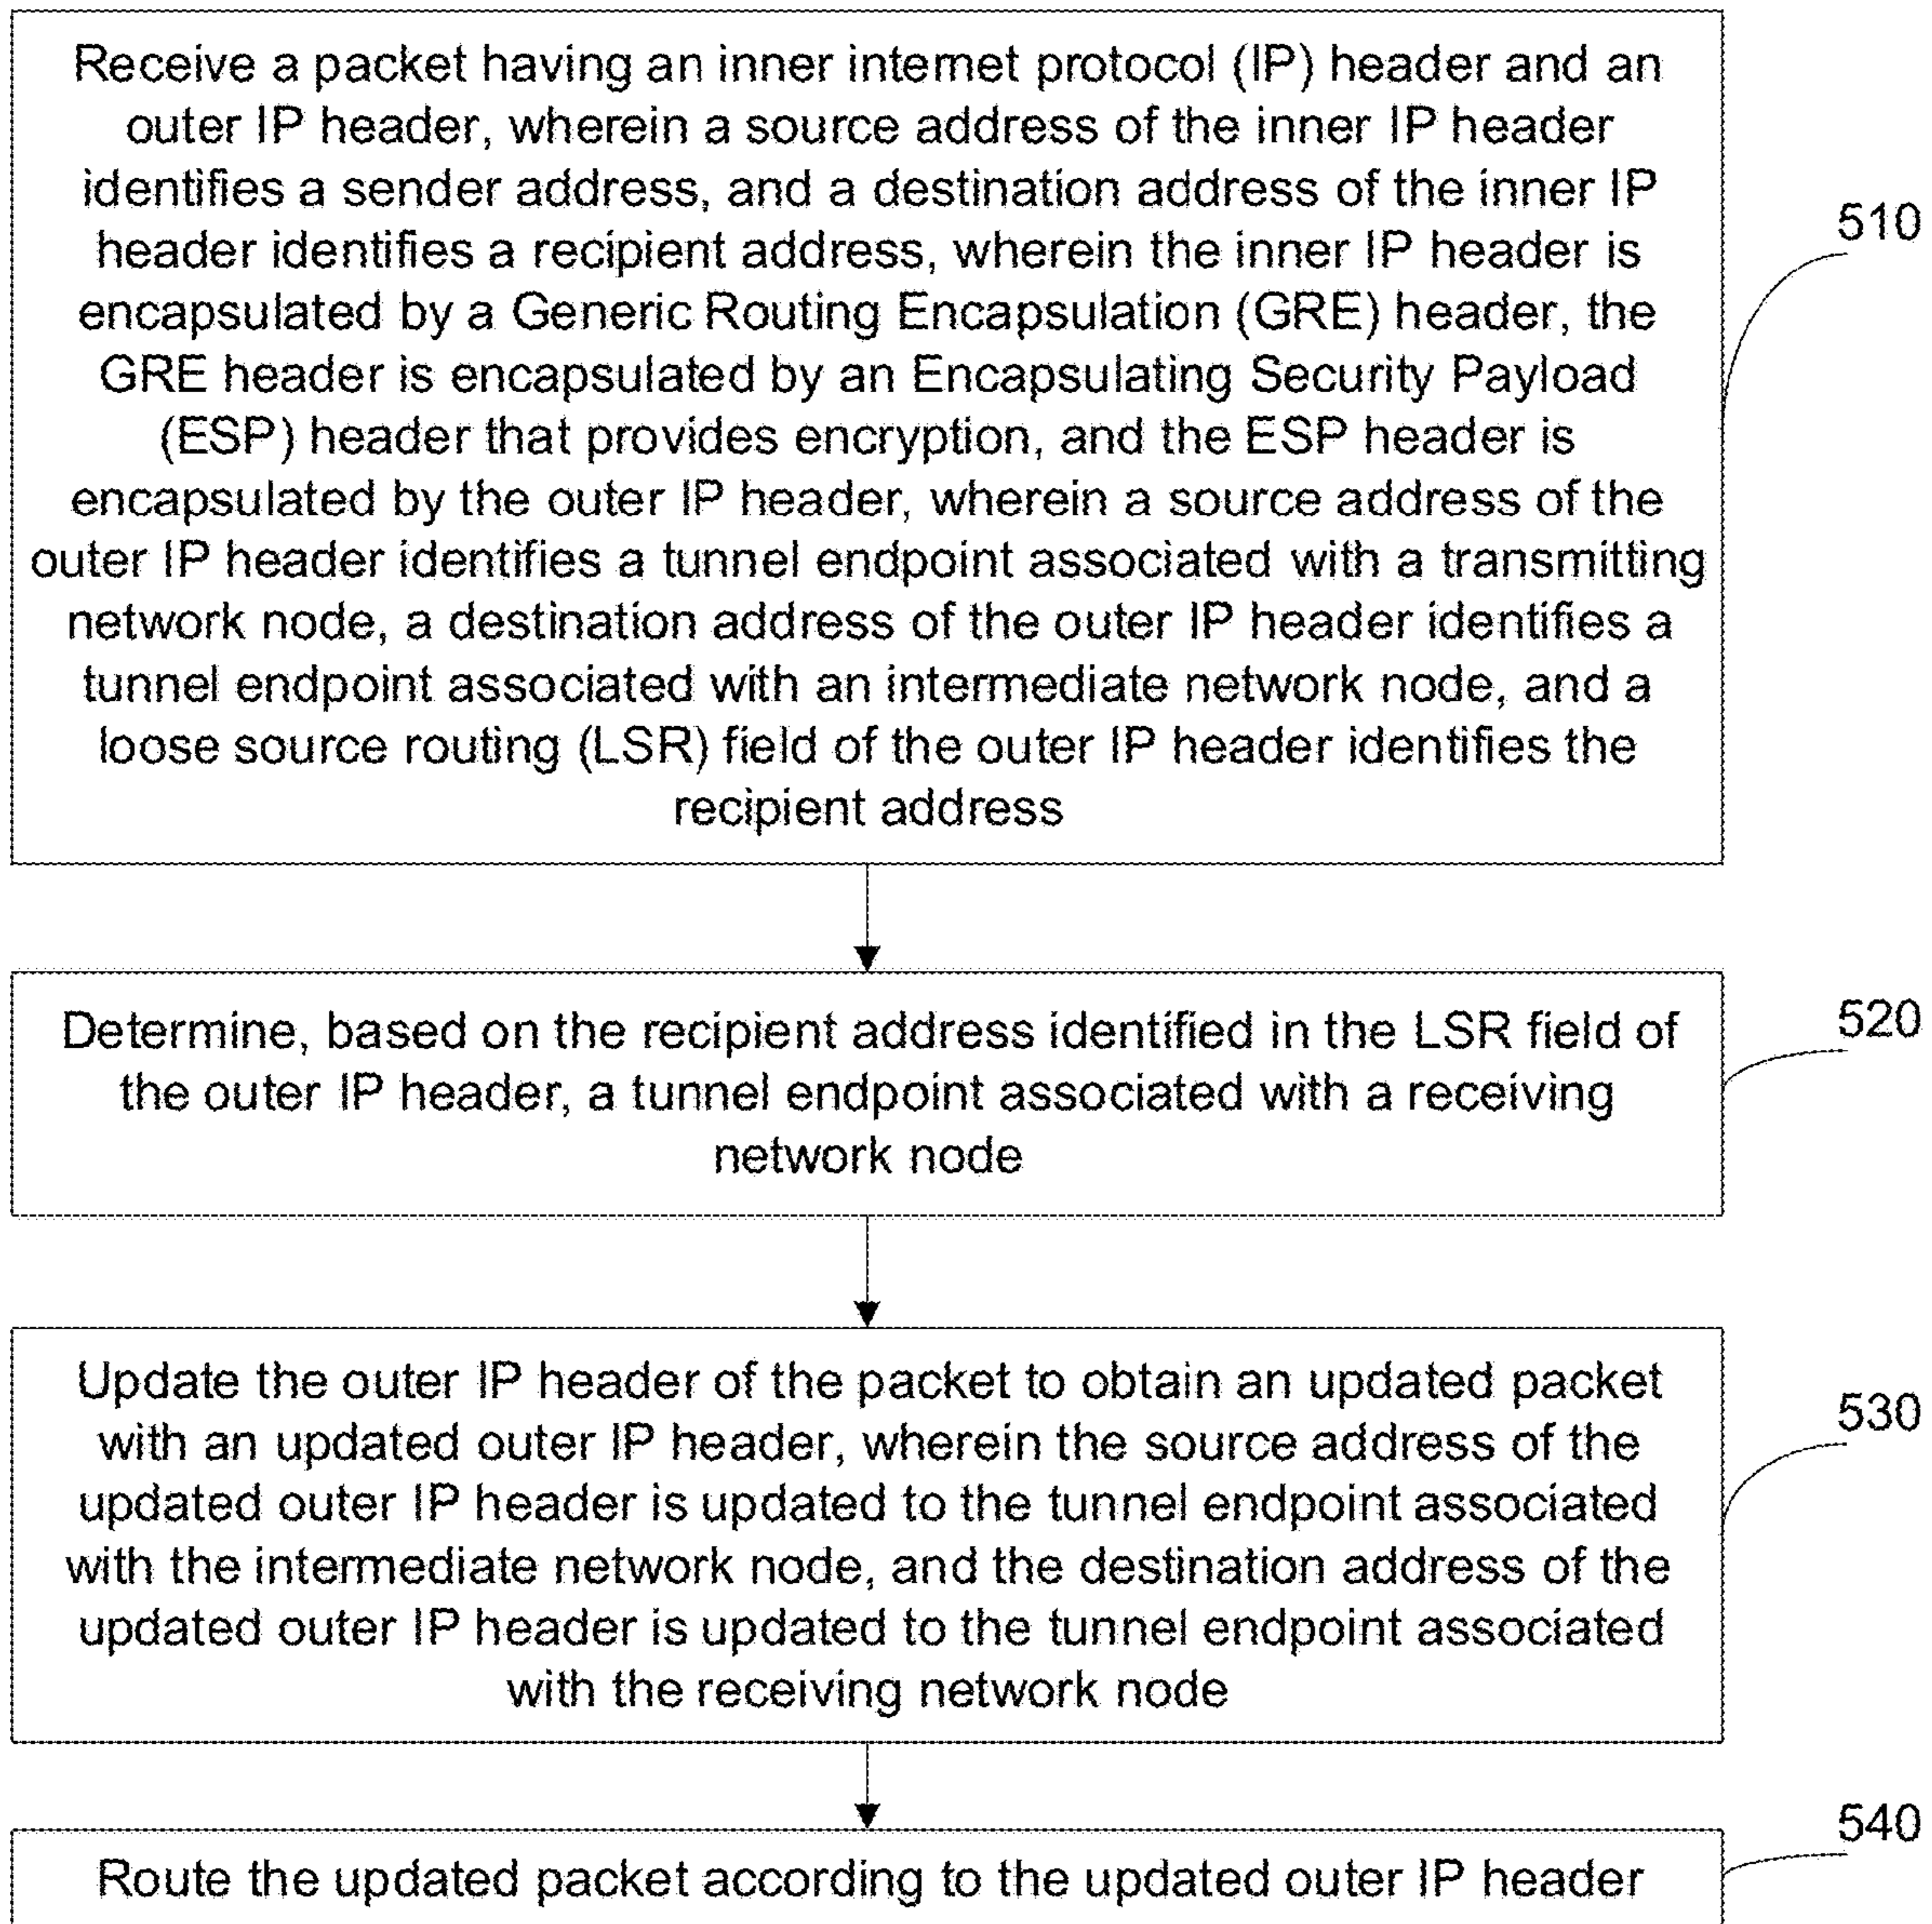 Receive a packet having an inner internet protocol (IP) header and an
outer IP header, wherein a source address of the inner IP header
identifies a sender address, and a destination address of the inner IP
header identifies a recipient address, wherein the inner IP header is
encapsulated by a Generic Routing Encapsulation (GRE) header, the
GRE header is encapsulated by an Encapsulating Security Payload
(ESP) header that provides encryption, and the ESP header is
encapsulated by the outer IP header, wherein a source address of the
outer IP header identifies a tunnel endpoint associated with a transmitting
network node, a destination address of the outer IP header identifies a
tunnel endpoint associated with an intermediate network node, and a
loose source routing (LSR) field of the outer IP header identifies the
recipient address
510
Determine, based on the recipient address identified in the LSR field of
the outer IP header, a tunnel endpoint associated with a receiving
network node
520
Update the outer IP header of the packet to obtain an updated packet
with an updated outer IP header, wherein the source address of the
updated outer IP header is updated to the tunnel endpoint associated
with the intermediate network node, and the destination address of the
updated outer IP header is updated to the tunnel endpoint associated
with the receiving network node
530
Route the updated packet according to the updated outer IP header
540